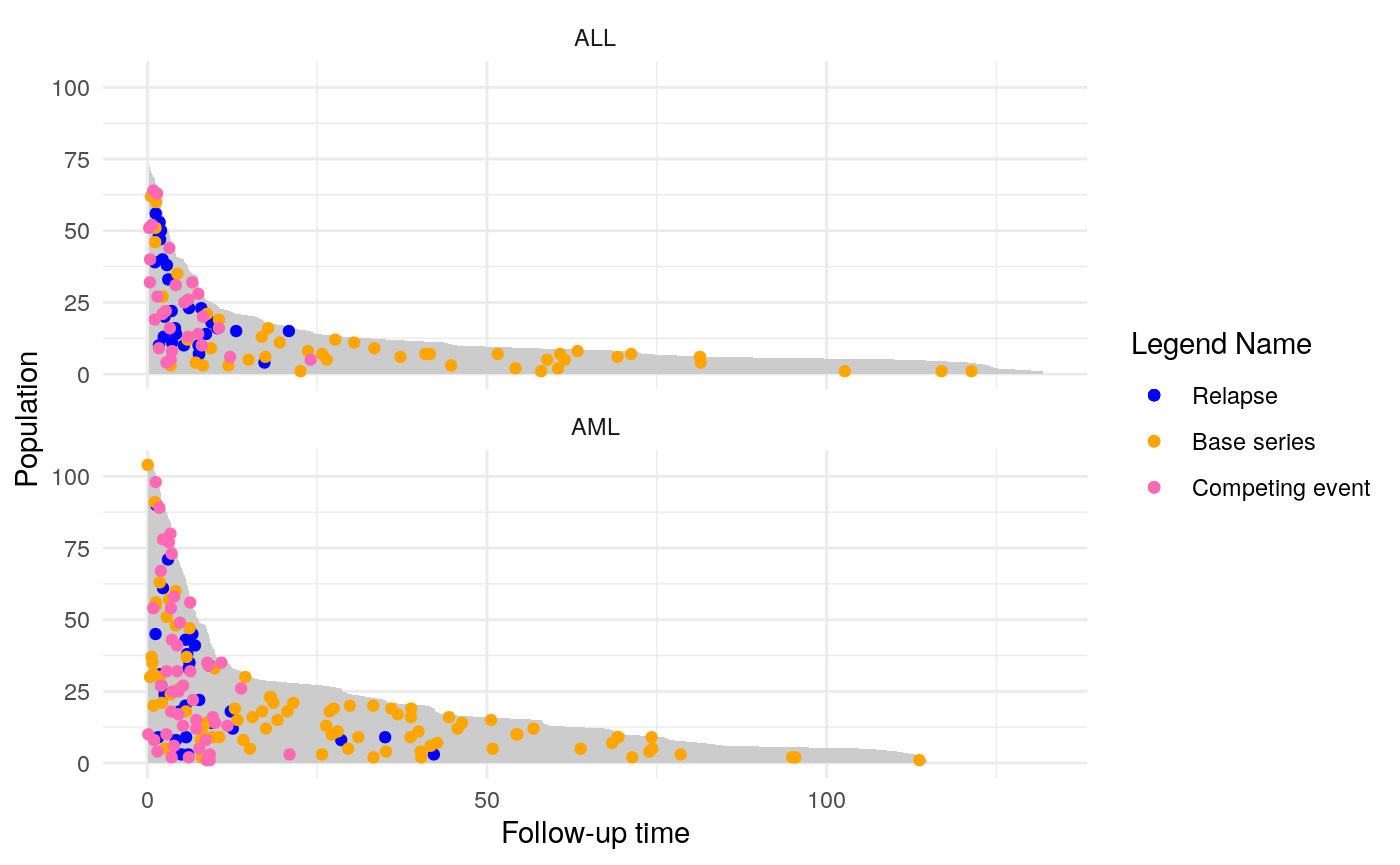 ALL
100
75
50
25
0
AML
100
75
50
25
0
0 50 100
Follow-up time
Population
Legend Name
Relapse
Base series
Competing event